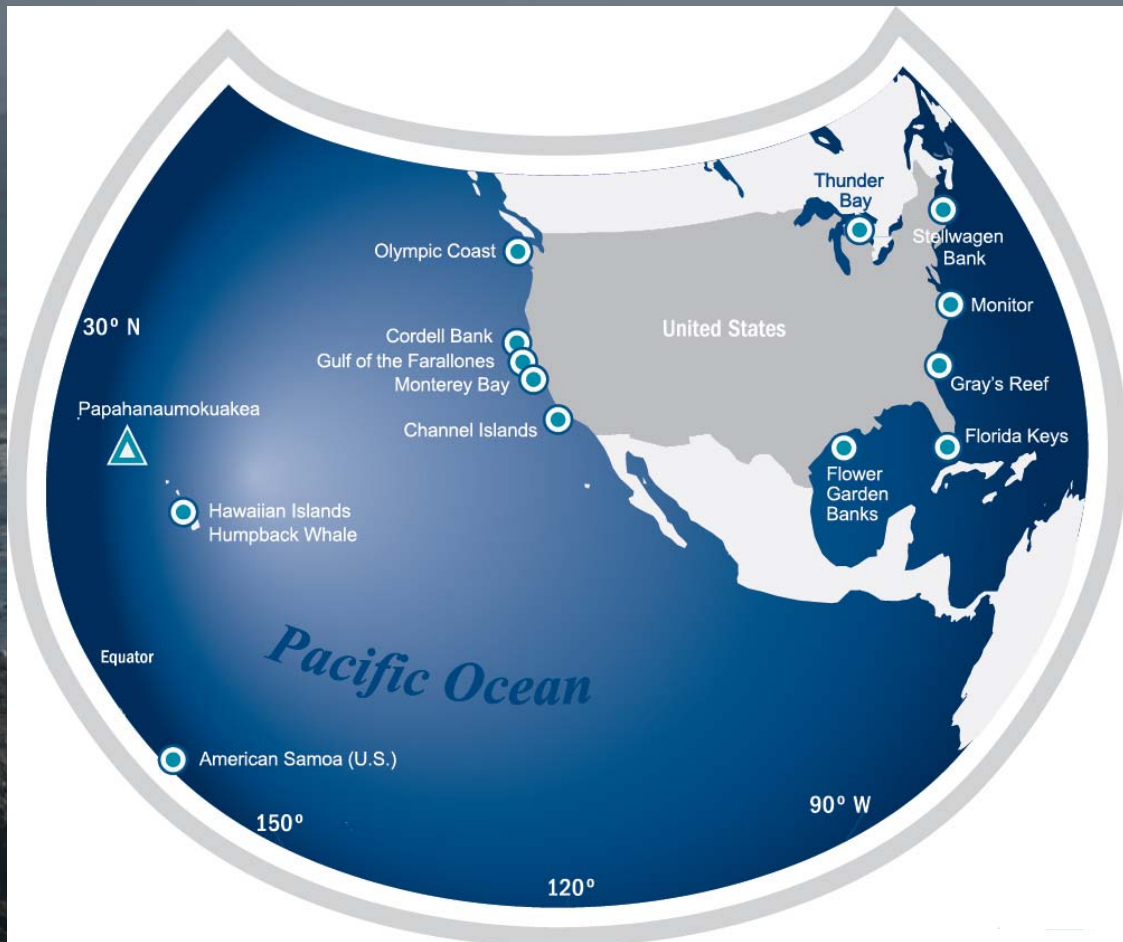 Thunder
Bay
Olympic Coast
Stellwagen
Bank
Monitor
30° N
United States
Cordell Bank
Gulf of the Farallones
Monterey Bay
Gray's Reef
Papahanaumokuakea
Channel Islands
Florida Keys
Flower
Garden
Banks
Hawaiian Islands
Humpback Whale
Equator
Pacific Ocean
American Samoa (U.S.)
150°
90° W
120°